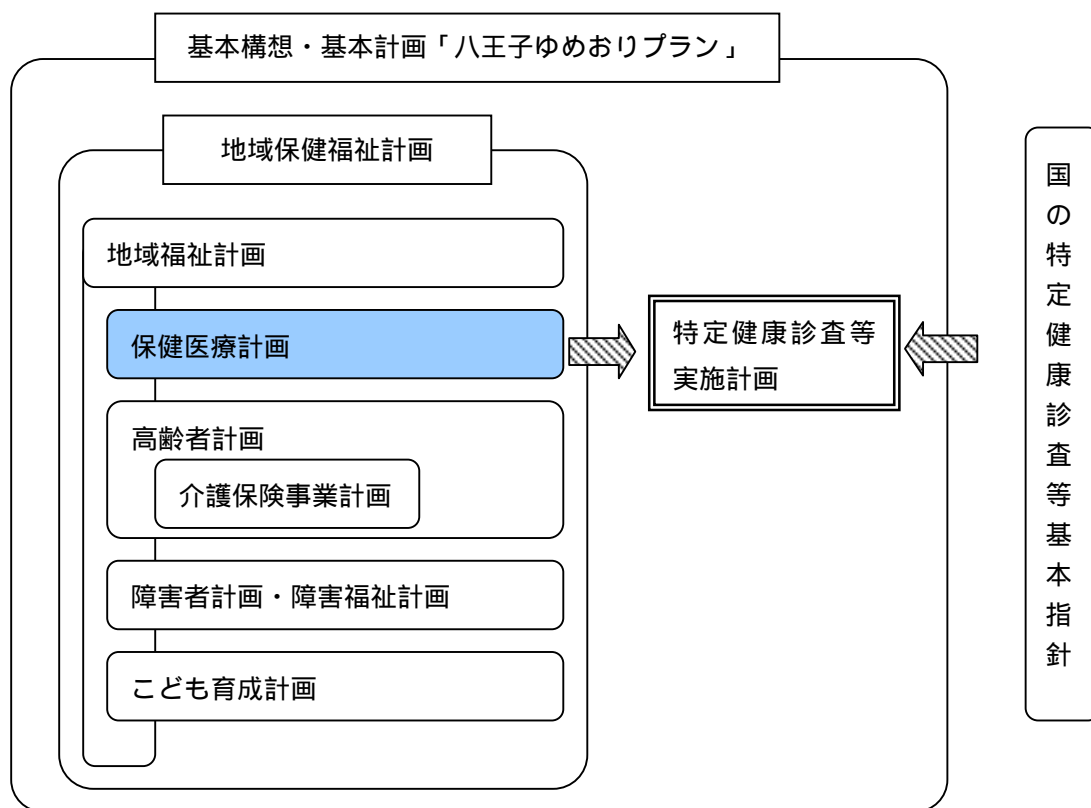 基本構想・基本計画「八王子ゆめおりプラン」
地域保健福祉計画
地域福祉計画
保健医療計画
高齢者計画
介護保険事業計画
障害者計画・障害福祉計画
こども育成計画
特定健康診査等
実施計画
国の特定健康診査等基本指針